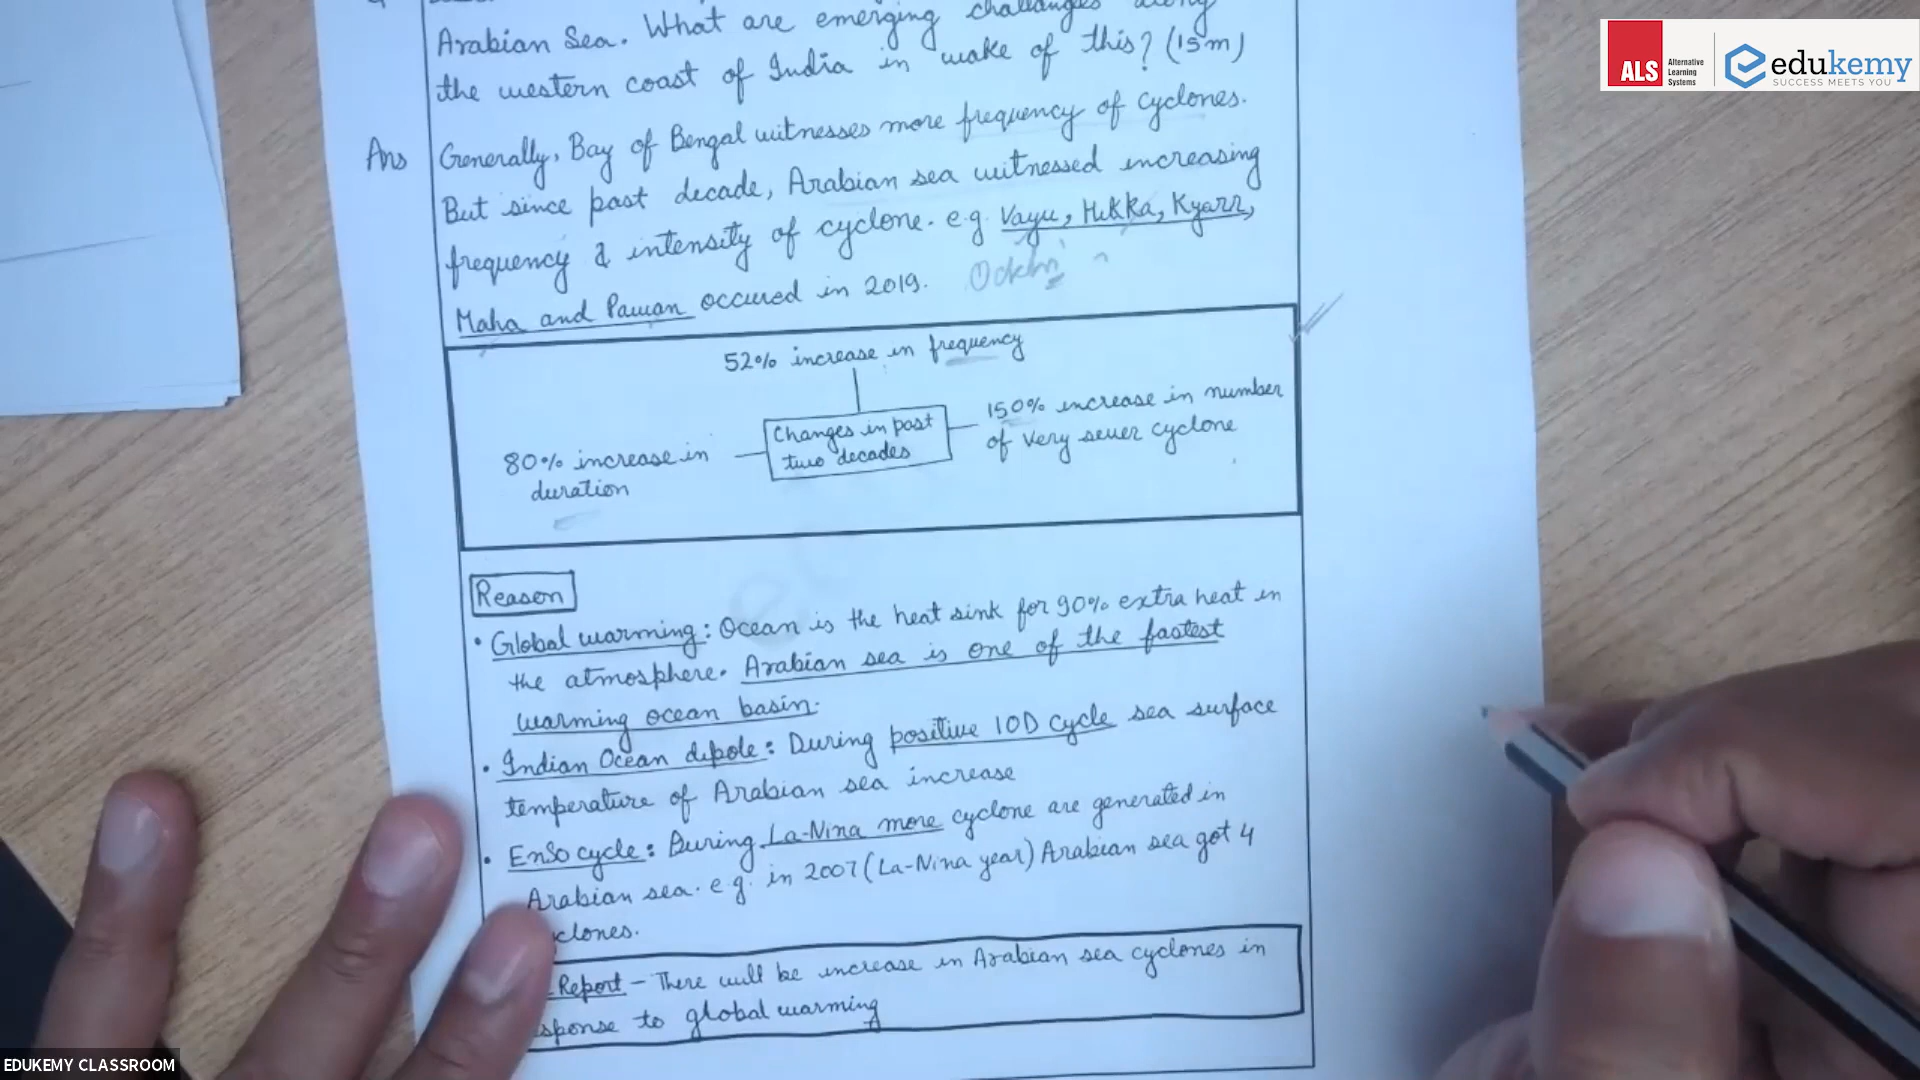 Arabian Sea. What are emerging challenges along
the western coast of India in wake of this? (15m)
Ans Generally, Bay of Bengal witnesses more frequency of cyclones.
But since past decade, Arabian sea witnessed increasing
frequency & intensity of cyclone. e.g. Vayu, Hikka, Kyarr,
Maha and Pawan occured in 2019. Ockhi
52% increase in frequency
Changes in past
two decades
150% increase in number
of very sever cyclone
80% increase in
duration
Reason
• Global warming: Ocean is the heat sink for 90% extra heat in
the atmosphere. Arabian sea is one of the fastest
warming ocean basin.
• Indian Ocean dipole: During positive IOD cycle sea surface
temperature of Arabian sea increase
• Enso cycle: During La-Nina more cyclone are generated in
Arabian sea. e.g. in 2007 (La-Nina year) Arabian sea got 4
clones.
Report - There will be increase in Arabian sea cyclones in
sponse to global warming
ALS Alternative Learning Systems
edukemy
SUCCESS MEETS YOU
EDUKEMY CLASSROOM